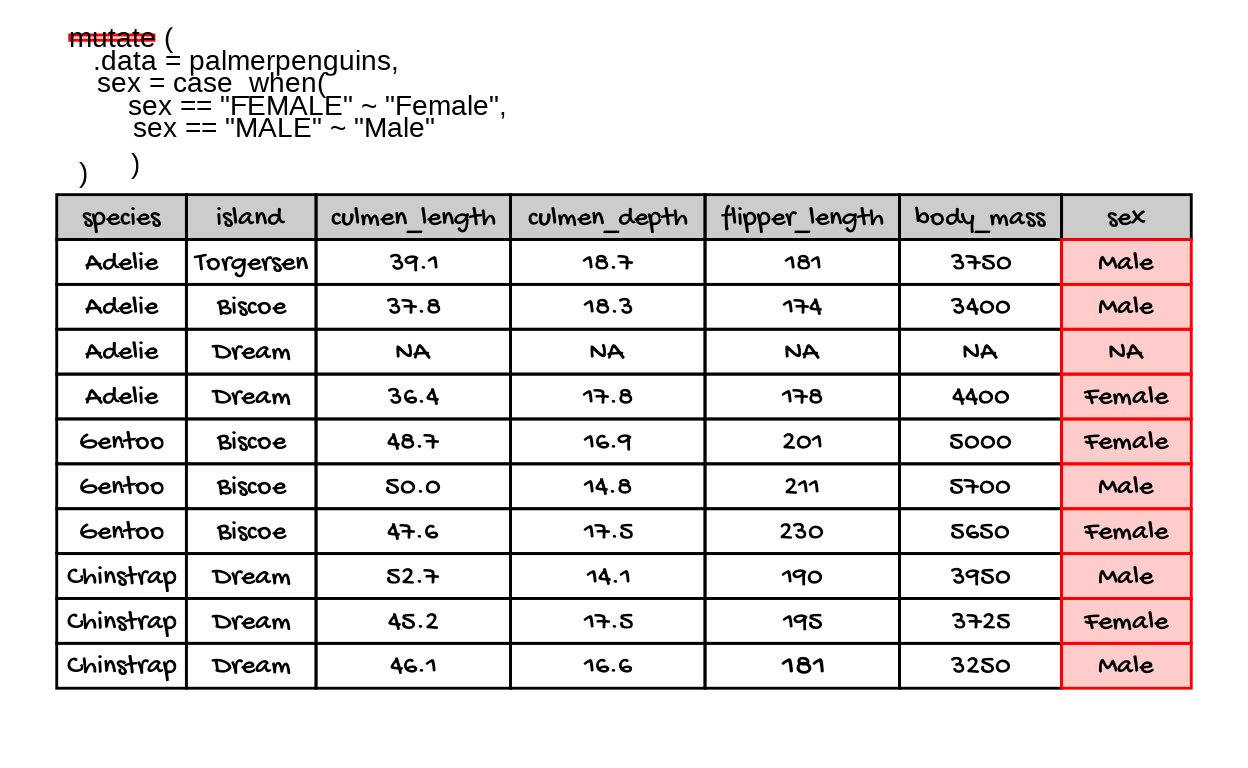 mutate (
.data = palmerpenguins,
sex = case_when(
sex == "FEMALE" ~ "Female",
sex == "MALE" ~ "Male"
)
)
species island culmen_length culmen_depth flipper_length body_mass sex
Adelie Torgersen 39.1 18.7 181 3750 Male
Adelie Biscoe 37.8 18.3 174 3400 Male
Adelie Dream NA NA NA NA NA
Adelie Dream 36.4 17.8 178 4400 Female
Gentoo Biscoe 48.7 16.9 201 5000 Female
Gentoo Biscoe 50.0 14.8 211 5700 Male
Gentoo Biscoe 47.6 17.5 230 5650 Female
Chinstrap Dream 52.7 14.1 190 3950 Male
Chinstrap Dream 45.2 17.5 195 3725 Female
Chinstrap Dream 46.1 16.6 181 3250 Male